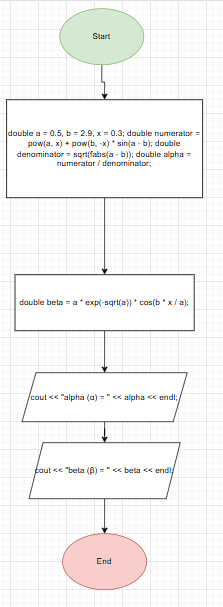 Start
double a = 0.5, b = 2.9, x = 0.3; double numerator =
pow(a, x) + pow(b, -x) * sin(a - b); double
denominator = sqrt(fabs(a - b)); double alpha =
numerator / denominator;
double beta = a * exp(-sqrt(a)) * cos(b * x / a);
cout << "alpha (α) = " << alpha << endl;
cout << "beta (β) = " << beta << endl;
End